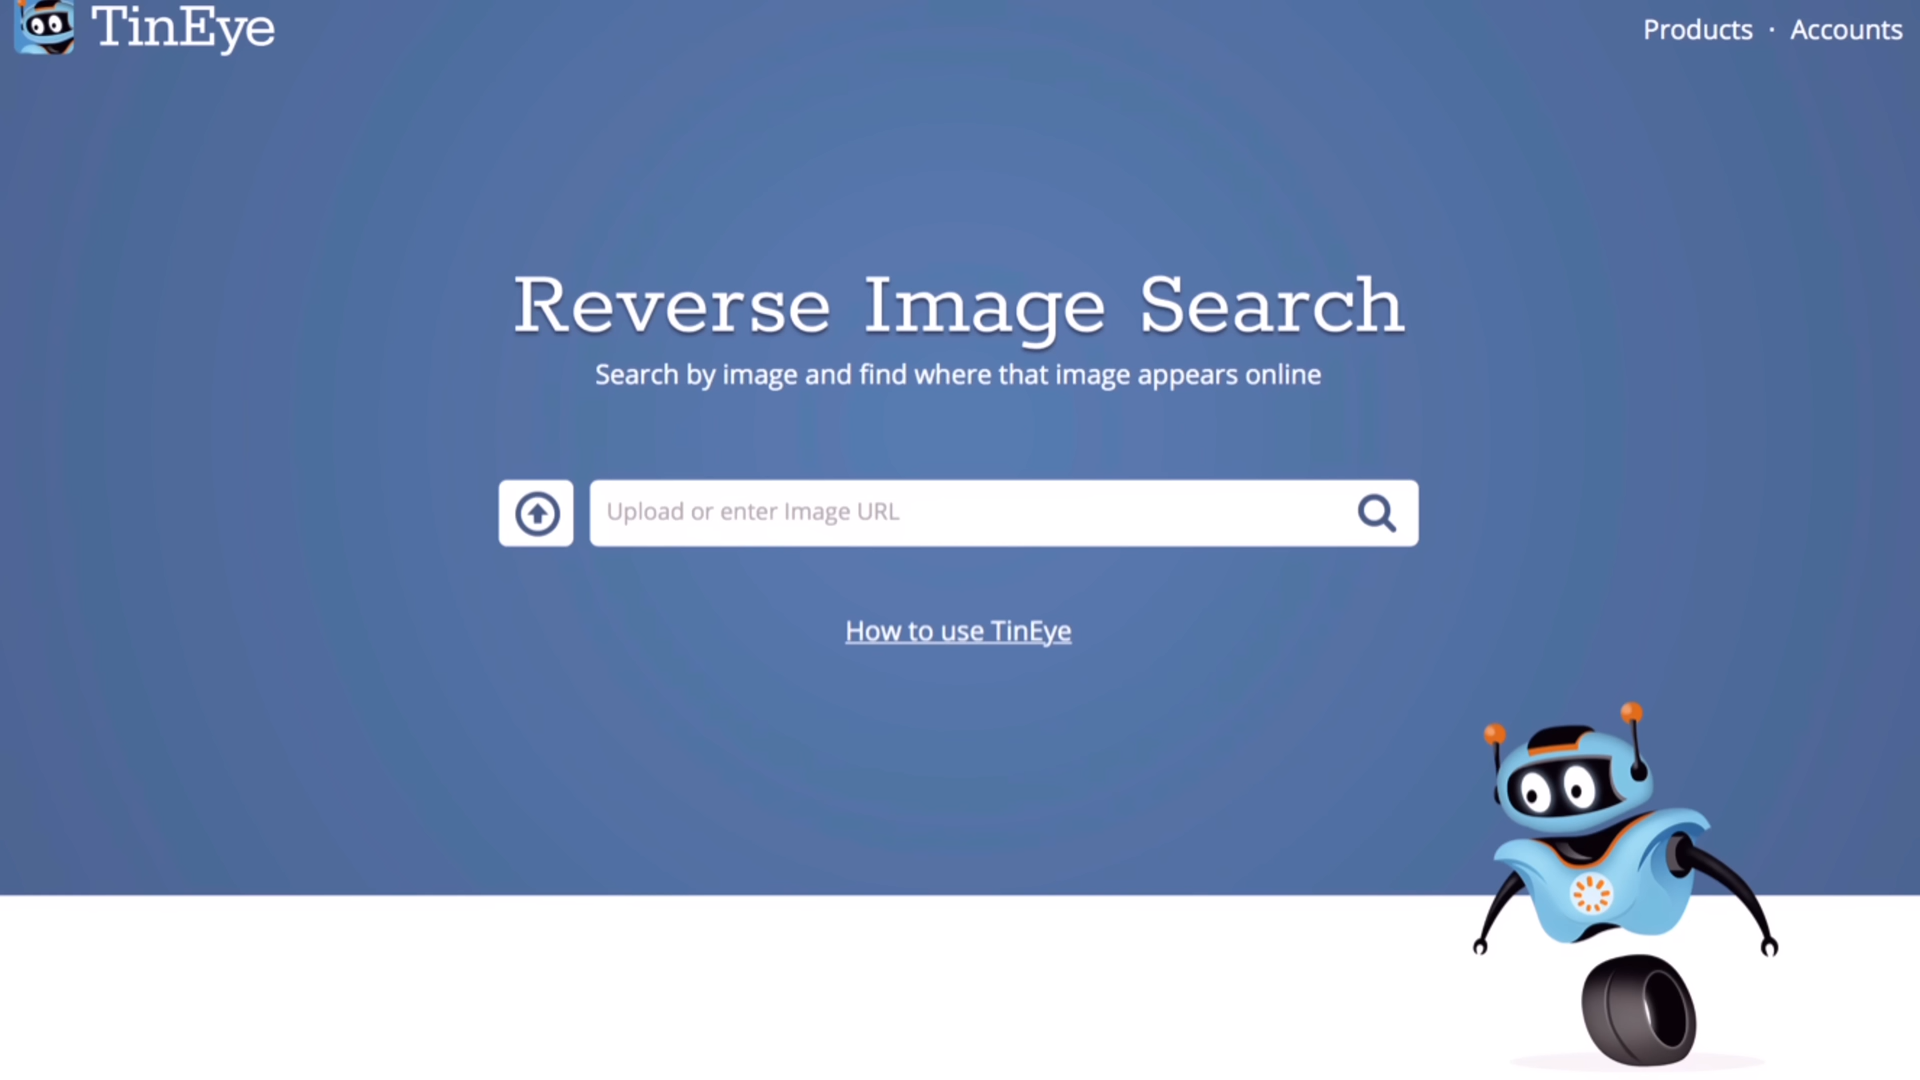 TinEye
Products · Accounts
Reverse Image Search
Search by image and find where that image appears online
Upload or enter Image URL
How to use TinEye